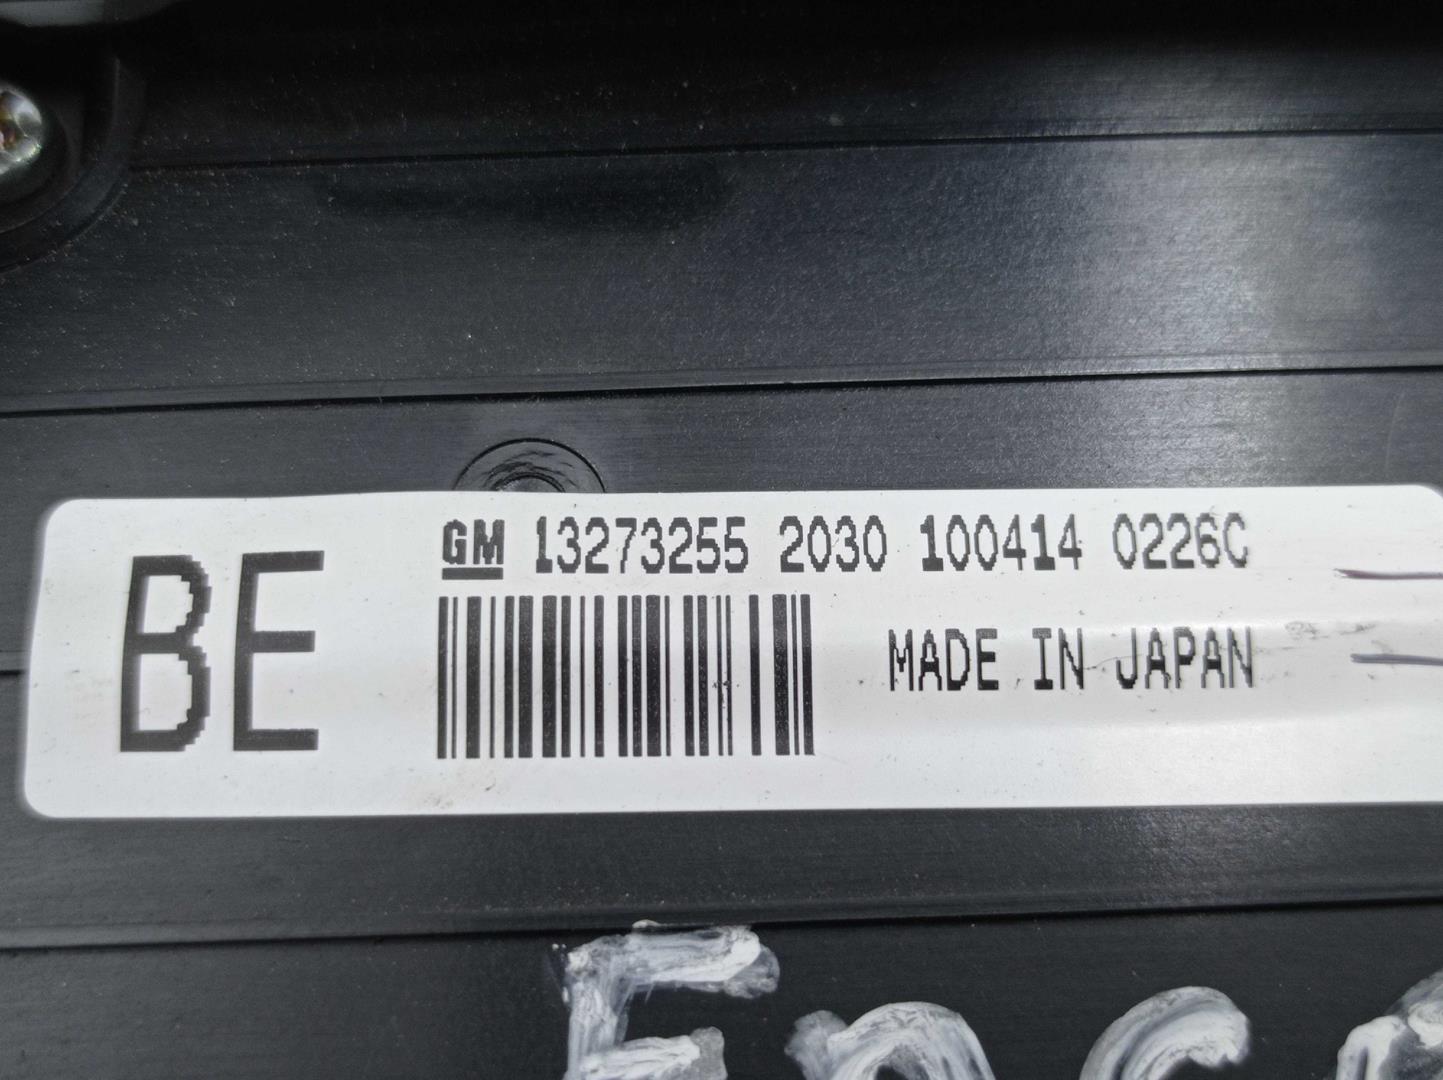 BE
GM 13273255 2030 100414 0226C
MADE IN JAPAN